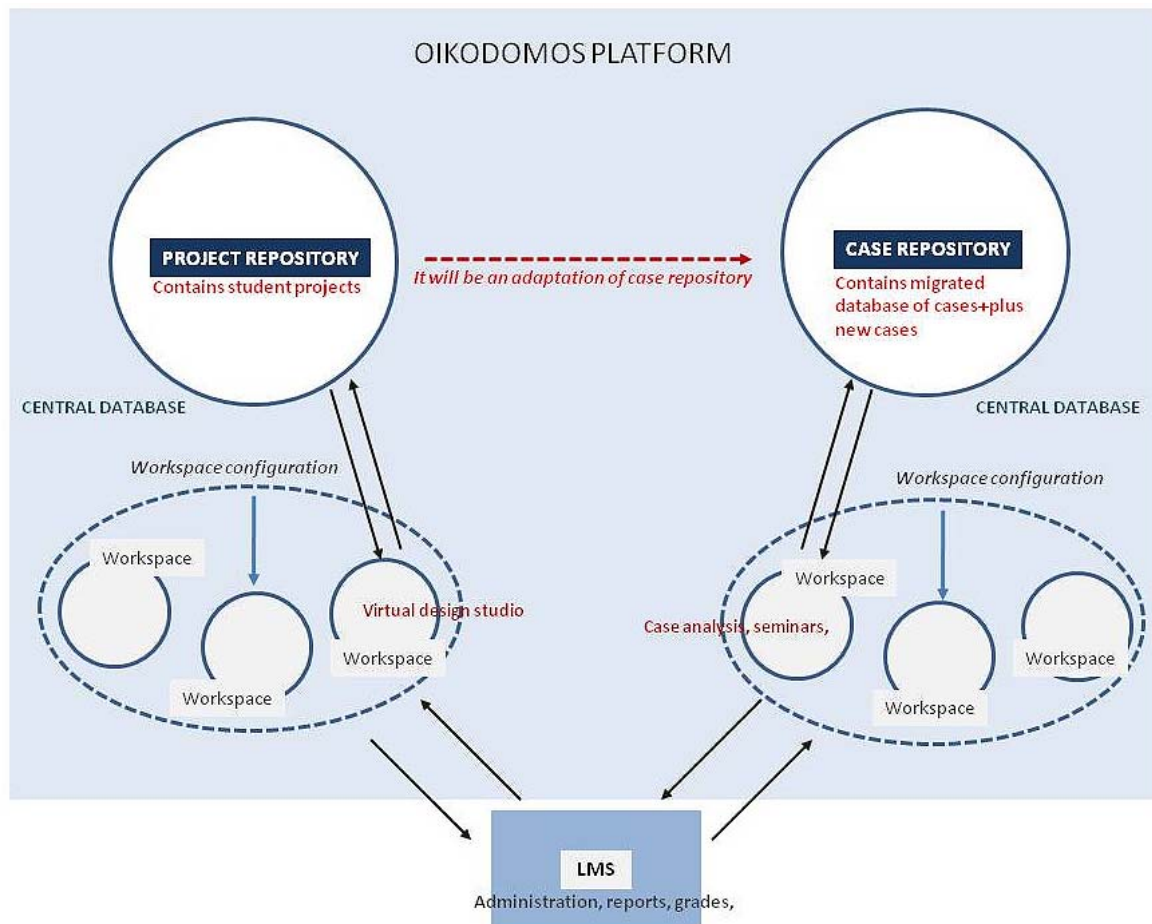 OIKODOMOS PLATFORM
PROJECT REPOSITORY
Contains student projects
It will be an adaptation of case repository
CASE REPOSITORY
Contains migrated
database of cases+plus
new cases
CENTRAL DATABASE
CENTRAL DATABASE
Workspace configuration
Workspace
Virtual design studio
Workspace
Workspace
Workspace configuration
Workspace
Case analysis, seminars,
Workspace
Workspace
LMS
Administration, reports, grades,